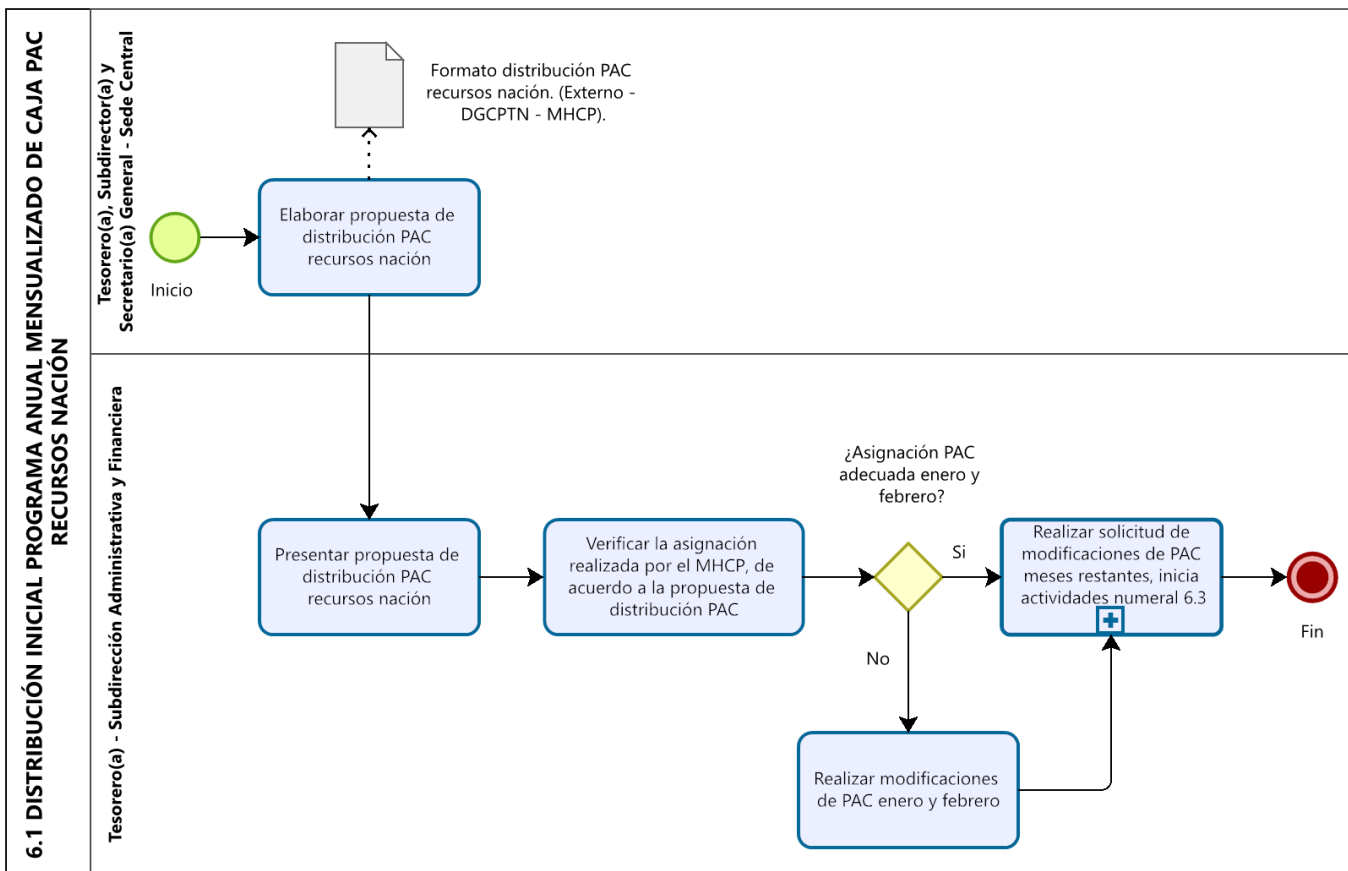 6.1 DISTRIBUCIÓN INICIAL PROGRAMA ANUAL MENSUALIZADO DE CAJA PAC
RECURSOS NACIÓN
Tesorero(a), Subdirector(a) y
Secretario(a) General - Sede Central
Formato distribución PAC
recursos nación. (Externo -
DGCPTN - MHCP).
Inicio
Elaborar propuesta de
distribución PAC
recursos nación
Tesorero(a) - Subdirección Administrativa y Financiera
Presentar propuesta de
distribución PAC
recursos nación
Verificar la asignación
realizada por el MHCP, de
acuerdo a la propuesta de
distribución PAC
¿Asignación PAC
adecuada enero y
febrero?
Si
No
Realizar solicitud de
modificaciones de PAC
meses restantes, inicia
actividades numeral 6.3
Fin
Realizar modificaciones
de PAC enero y febrero